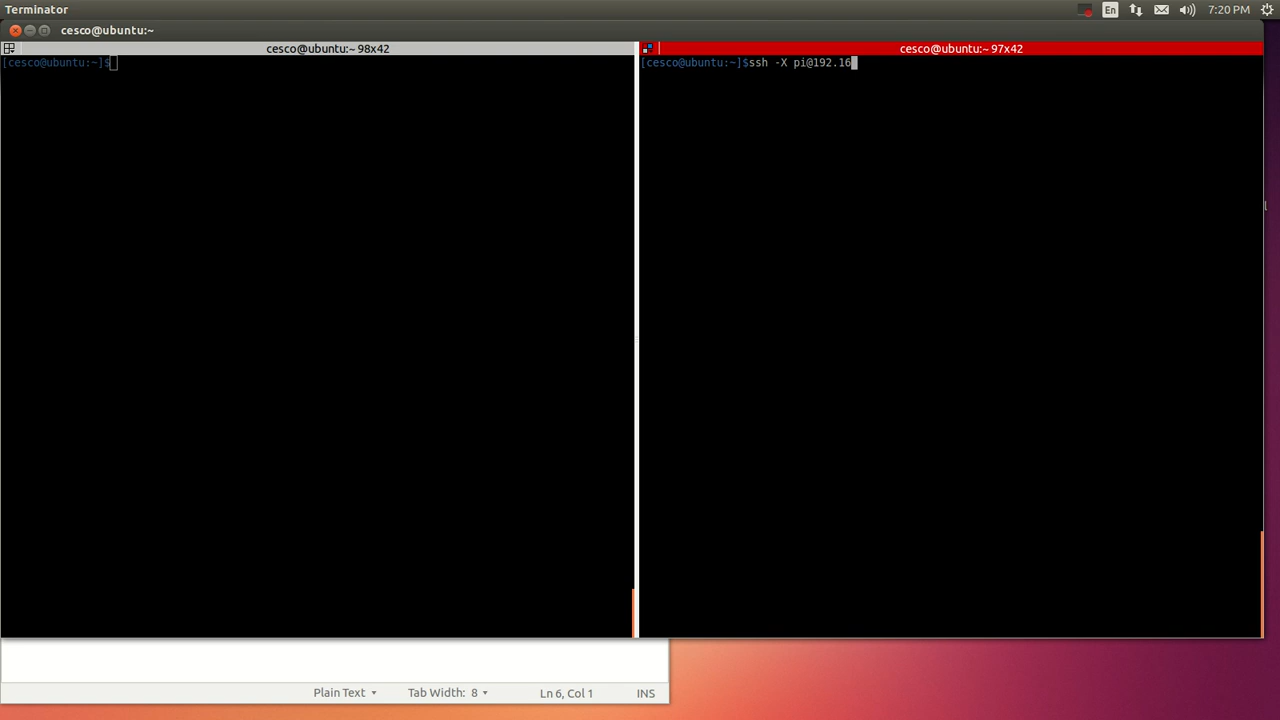 Terminator
En
7:20 PM
cesco@ubuntu:~
cesco@ubuntu:~ 98x42
cesco@ubuntu:~ 97x42
[cesco@ubuntu:~]$
[cesco@ubuntu:~]$ssh -X pi@192.16
Plain Text
Tab Width: 8
Ln 6, Col 1
INS